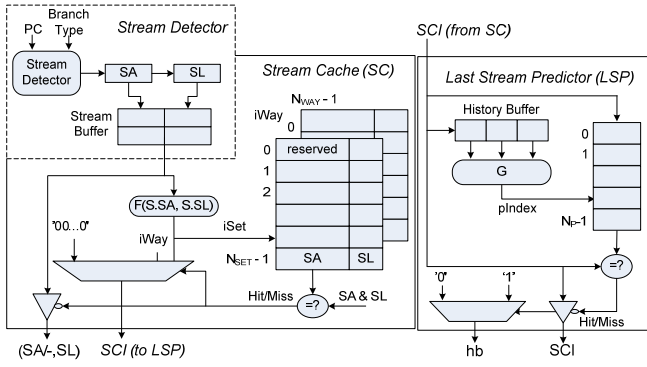 Branch
PC Type
Stream Detector
Stream
Detector
SA
SL
Stream
Buffer
Stream Cache (SC)
NWAY - 1
iWay
0
0 reserved
1
2
F(S.SA, S.SL)
iSet
'00...0'
iWay
NSET - 1
SA SL
Hit/Miss
=?
SA & SL
(SA/-,SL)
SCI (to LSP)
SCI (from SC)
Last Stream Predictor (LSP)
History Buffer
0
1
G
pIndex
NP-1
=?
'0'
'1'
Hit/Miss
hb
SCI